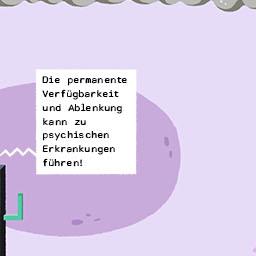 Die permanente
Verfügbarkeit
und Ablenkung
kann zu
psychischen
Erkrankungen
führen!